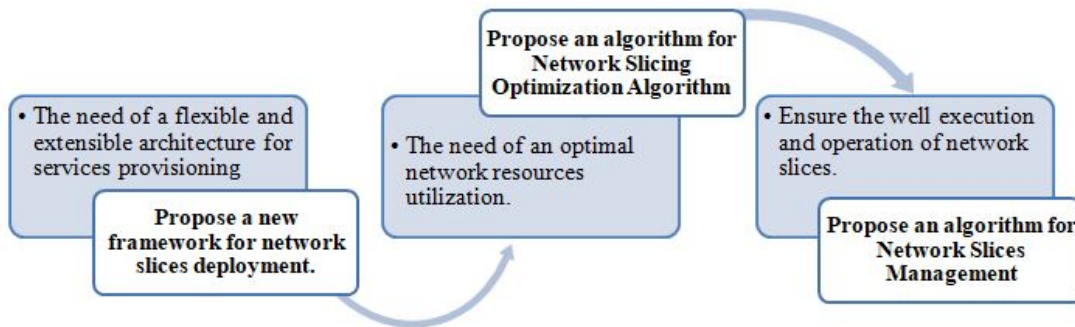 • The need of a flexible and
extensible architecture for
services provisioning
Propose a new
framework for network
slices deployment.
Propose an algorithm for
Network Slicing
Optimization Algorithm
• The need of an optimal
network resources
utilization.
• Ensure the well execution
and operation of network
slices.
Propose an algorithm for
Network Slices
Management